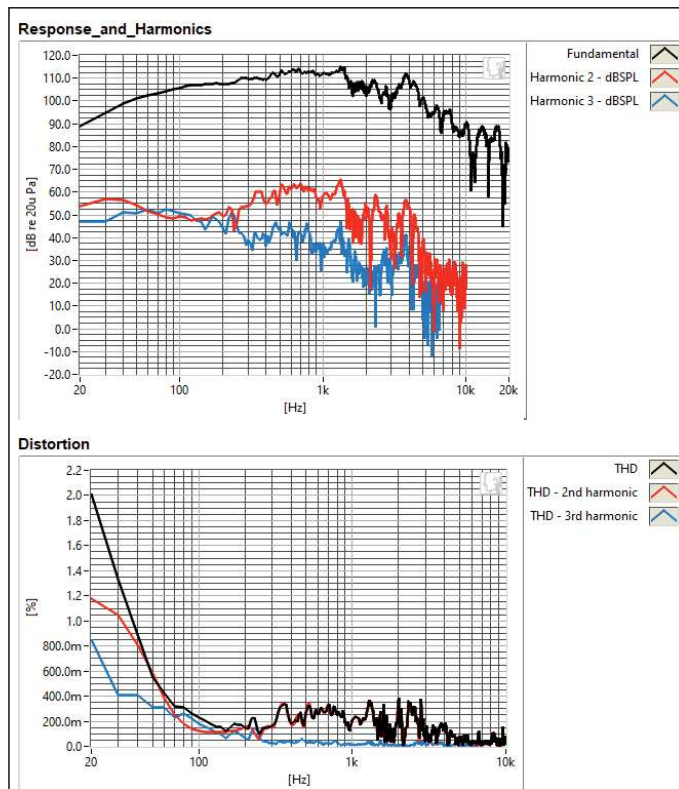 Response_and_Harmonics
120.0
110.0
100.0
90.0
80.0
70.0
60.0
50.0
40.0
30.0
20.0
10.0
0.0
-10.0
-20.0
[dB re 20u Pa]
20 100 1k 10k 20k
[Hz]
Fundamental
Harmonic 2 - dBSPL
Harmonic 3 - dBSPL
Distortion
2.2
2.0
1.8
1.6
1.4
1.2
1.0
800.0m
600.0m
400.0m
200.0m
0.0
[%]
20 100 1k 10k
[Hz]
THD
THD - 2nd harmonic
THD - 3rd harmonic